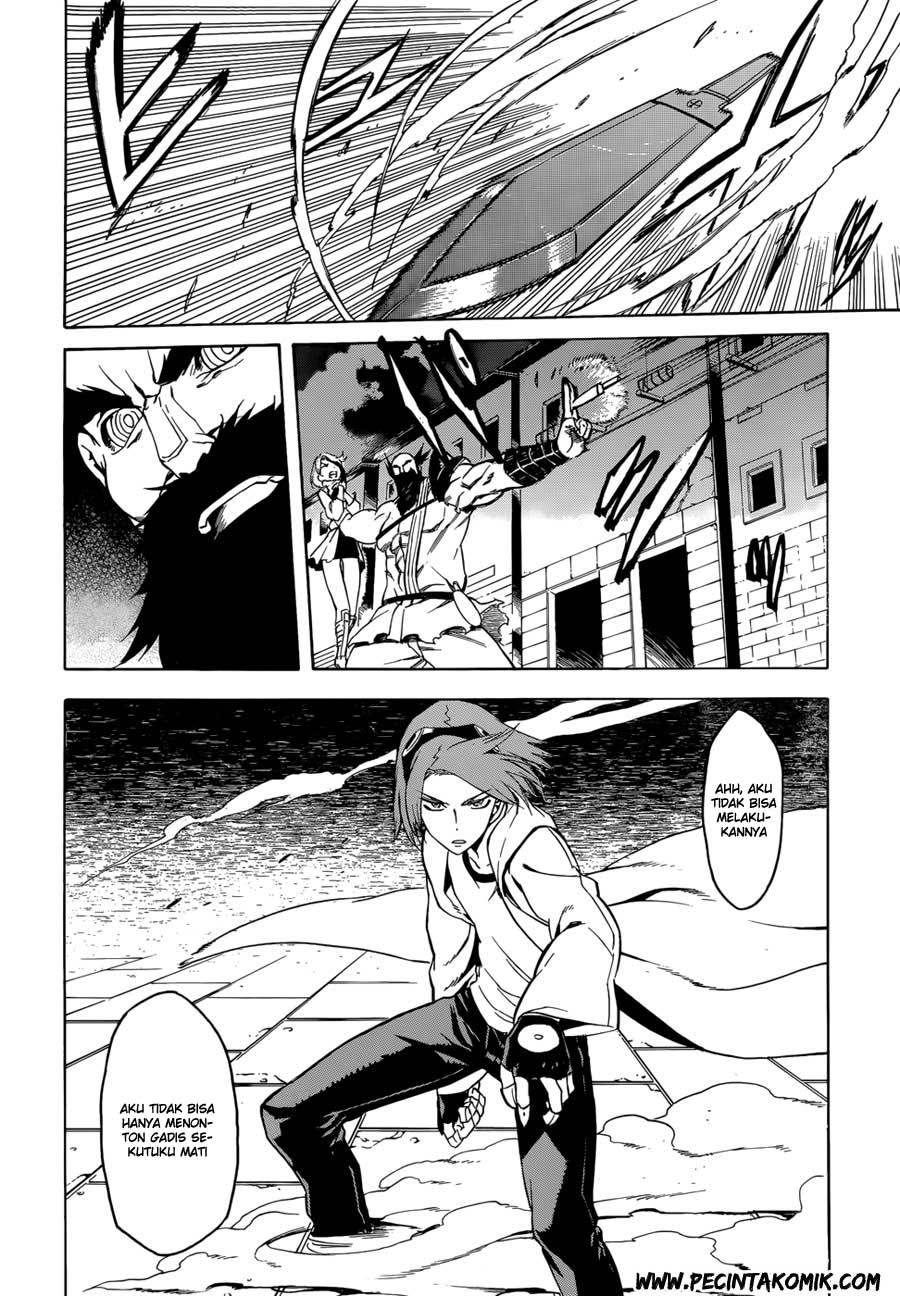 AHH, AKU
TIDAK BISA
MELAKU-
KANNYA
AKU TIDAK BISA
HANYA MENON-
TON GADIS SE-
KUTUKU MATI
WWW.PECINTAKOMIK.COM